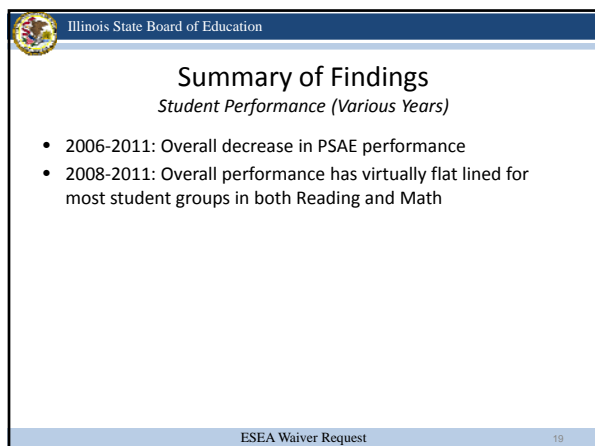 Illinois State Board of Education
Summary of Findings
Student Performance (Various Years)
• 2006-2011: Overall decrease in PSAE performance
• 2008-2011: Overall performance has virtually flat lined for
most student groups in both Reading and Math
ESEA Waiver Request
19